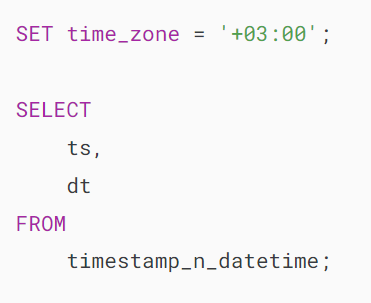 SET time_zone = '+03:00';
SELECT
    ts,
    dt
FROM
    timestamp_n_datetime;